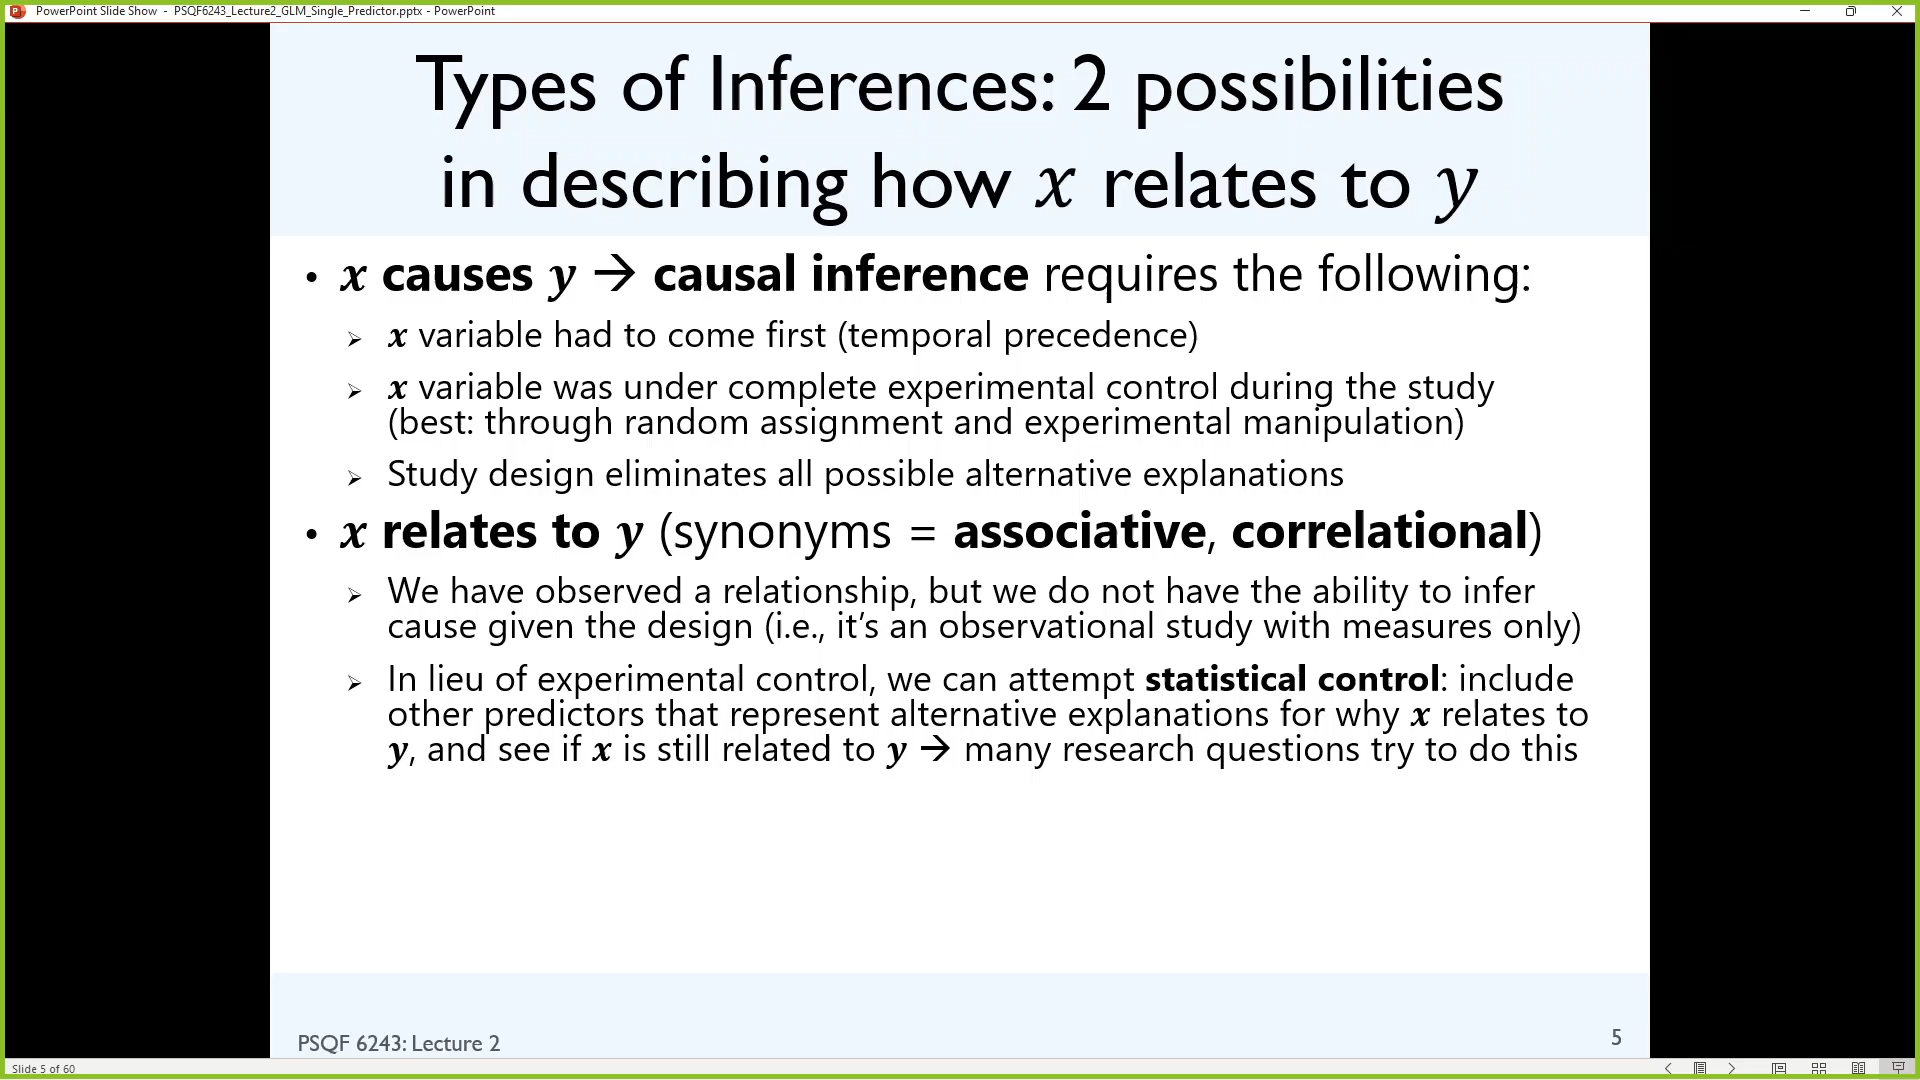 PowerPoint Slide Show - PSQF6243_Lecture2_GLM_Single_Predictor.pptx - PowerPoint
Types of Inferences: 2 possibilities
in describing how x relates to y
• x causes y → causal inference requires the following:
➢ x variable had to come first (temporal precedence)
➢ x variable was under complete experimental control during the study
(best: through random assignment and experimental manipulation)
➢ Study design eliminates all possible alternative explanations
• x relates to y (synonyms = associative, correlational)
➢ We have observed a relationship, but we do not have the ability to infer
cause given the design (i.e., it’s an observational study with measures only)
➢ In lieu of experimental control, we can attempt statistical control: include
other predictors that represent alternative explanations for why x relates to
y, and see if x is still related to y → many research questions try to do this
PSQF 6243: Lecture 2
5
Slide 5 of 60